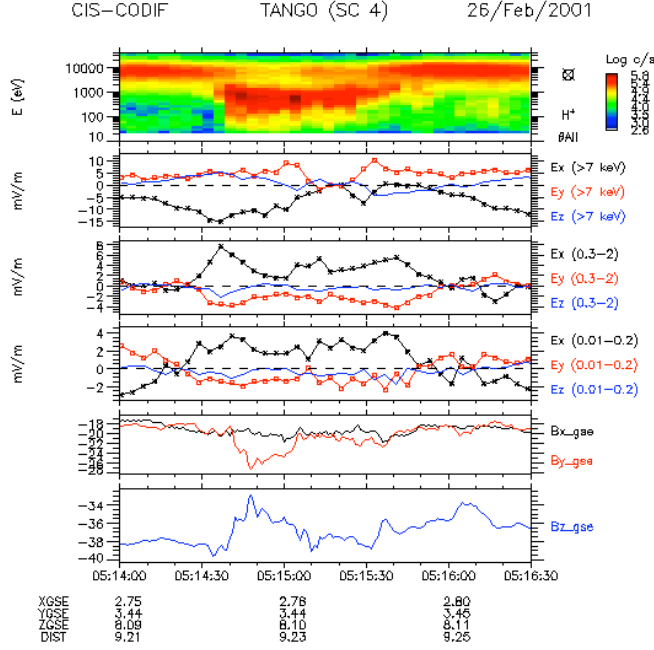 CIS-CODIF TANGO (SC 4) 26/Feb/2001
Log c/s
10000
1000
100
10
E (eV)
H+
θAll
5.8
2.6
10
5
0
-5
-10
-15
mV/m
Ex (>7 keV)
Ey (>7 keV)
Ez (>7 keV)
8
6
4
2
0
-2
-4
mV/m
Ex (0.3-2)
Ey (0.3-2)
Ez (0.3-2)
4
2
0
-2
mV/m
Ex (0.01-0.2)
Ey (0.01-0.2)
Ez (0.01-0.2)
-18
-20
-22
-24
-26
-28
Bx_gse
By_gse
-34
-36
-38
-40
Bz_gse
05:14:00 05:14:30 05:15:00 05:15:30 05:16:00 05:16:30
XGSE 2.75 2.78 2.80
YGSE 3.44 3.44 3.45
ZGSE 8.09 8.10 8.11
DIST 9.21 9.23 9.25